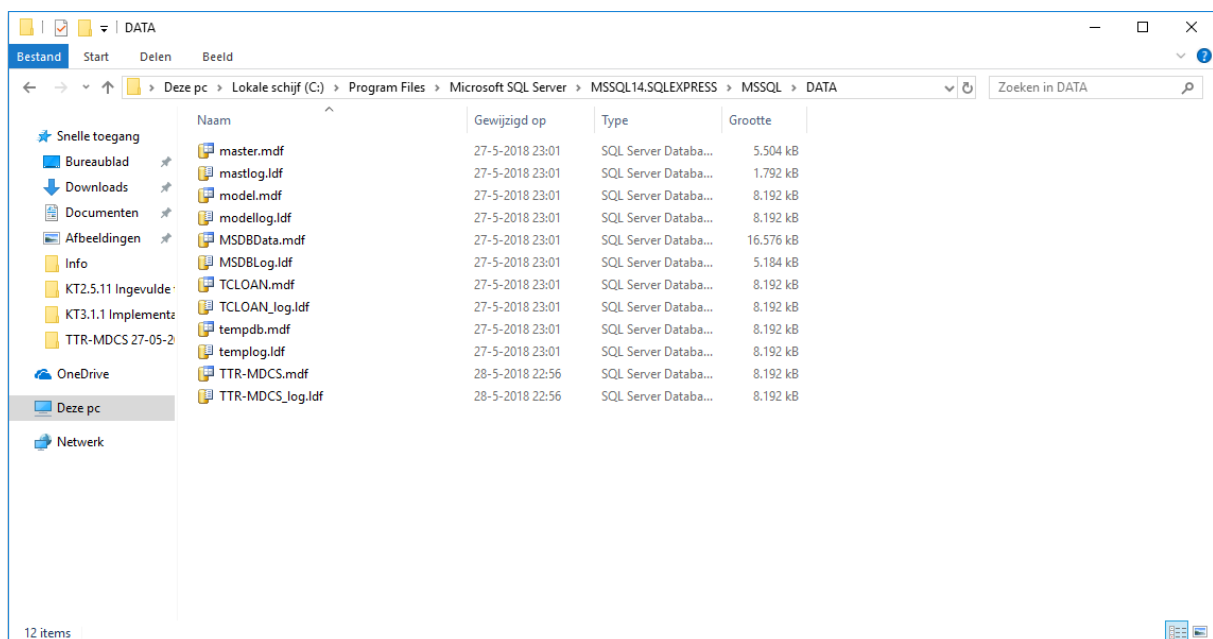 DATA
Bestand Start Delen Beeld
Deze pc > Lokale schijf (C:) > Program Files > Microsoft SQL Server > MSSQL14.SQLEXPRESS > MSSQL > DATA Zoeken in DATA
Snelle toegang
Bureaublad
Downloads
Documenten
Afbeeldingen
Info
KT2.5.11 Ingevulde
KT3.1.1 Implementa
TTR-MDCS 27-05-2
OneDrive
Deze pc
Netwerk
Naam Gewijzigd op Type Grootte
master.mdf 27-5-2018 23:01 SQL Server Databa... 5.504 kB
mastlog.ldf 27-5-2018 23:01 SQL Server Databa... 1.792 kB
model.mdf 27-5-2018 23:01 SQL Server Databa... 8.192 kB
modellog.ldf 27-5-2018 23:01 SQL Server Databa... 8.192 kB
MSDBData.mdf 27-5-2018 23:01 SQL Server Databa... 16.576 kB
MSDBLog.ldf 27-5-2018 23:01 SQL Server Databa... 5.184 kB
TCLOAN.mdf 27-5-2018 23:01 SQL Server Databa... 8.192 kB
TCLOAN_log.ldf 27-5-2018 23:01 SQL Server Databa... 8.192 kB
tempdb.mdf 27-5-2018 23:01 SQL Server Databa... 8.192 kB
templog.ldf 27-5-2018 23:01 SQL Server Databa... 8.192 kB
TTR-MDCS.mdf 28-5-2018 22:56 SQL Server Databa... 8.192 kB
TTR-MDCS_log.ldf 28-5-2018 22:56 SQL Server Databa... 8.192 kB
12 items